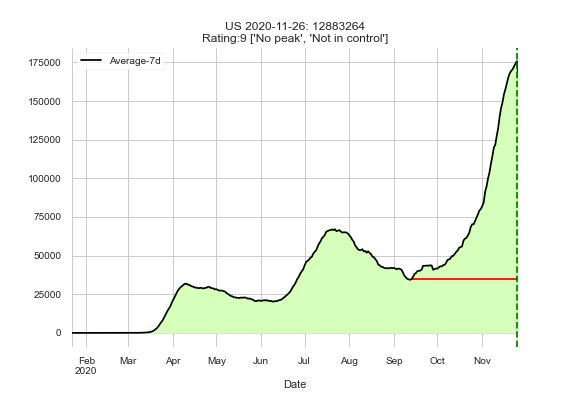 US 2020-11-26: 12883264
Rating:9 ['No peak', 'Not in control']
Average-7d
175000
150000
125000
100000
75000
50000
25000
0
Feb Mar Apr May Jun Jul Aug Sep Oct Nov
2020
Date